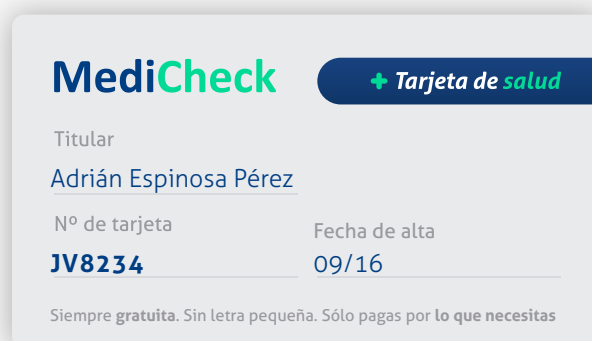 MediCheck
+ Tarjeta de salud
Titular
Adrián Espinosa Pérez
Nº de tarjeta
Fecha de alta
JV8234
09/16
Siempre gratuita. Sin letra pequeña. Sólo pagas por lo que necesitas